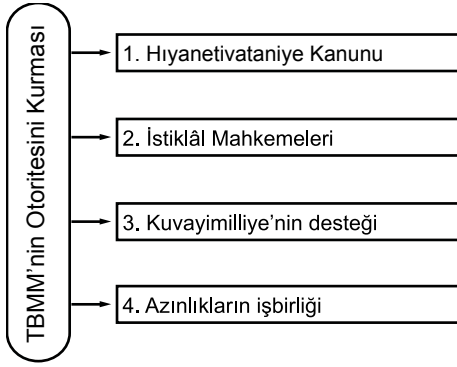 TBMM'nin Otoritesini Kurması
1. Hıyanetivataniye Kanunu
2. İstiklâl Mahkemeleri
3. Kuvayimilliye'nin desteği
4. Azınlıkların işbirliği